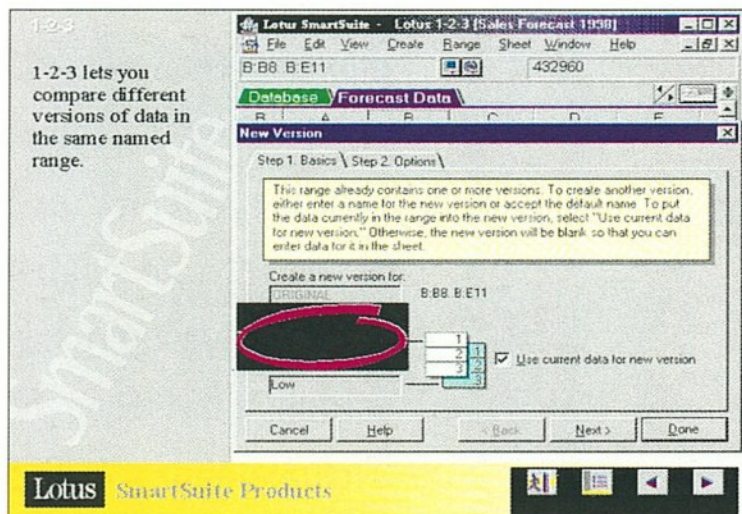 1-2-3
1-2-3 lets you
compare different
versions of data in
the same named
range.
SmartSuite
Lotus SmartSuite - Lotus 1-2-3 [Sales Forecast 1998]
File Edit View Create Range Sheet Window Help
B:B8..B:E11 432960
Database Forecast Data
B A B C D E
New Version
Step 1: Basics Step 2: Options
This range already contains one or more versions. To create another version,
either enter a name for the new version or accept the default name. To put
the data currently in the range into the new version, select "Use current data
for new version." Otherwise, the new version will be blank so that you can
enter data for it in the sheet.
Create a new version for:
ORIGINAL B:B8..B:E11
1
2 1
3 2
3
Use current data for new version
Low
Cancel Help < Back Next > Done
Lotus SmartSuite Products